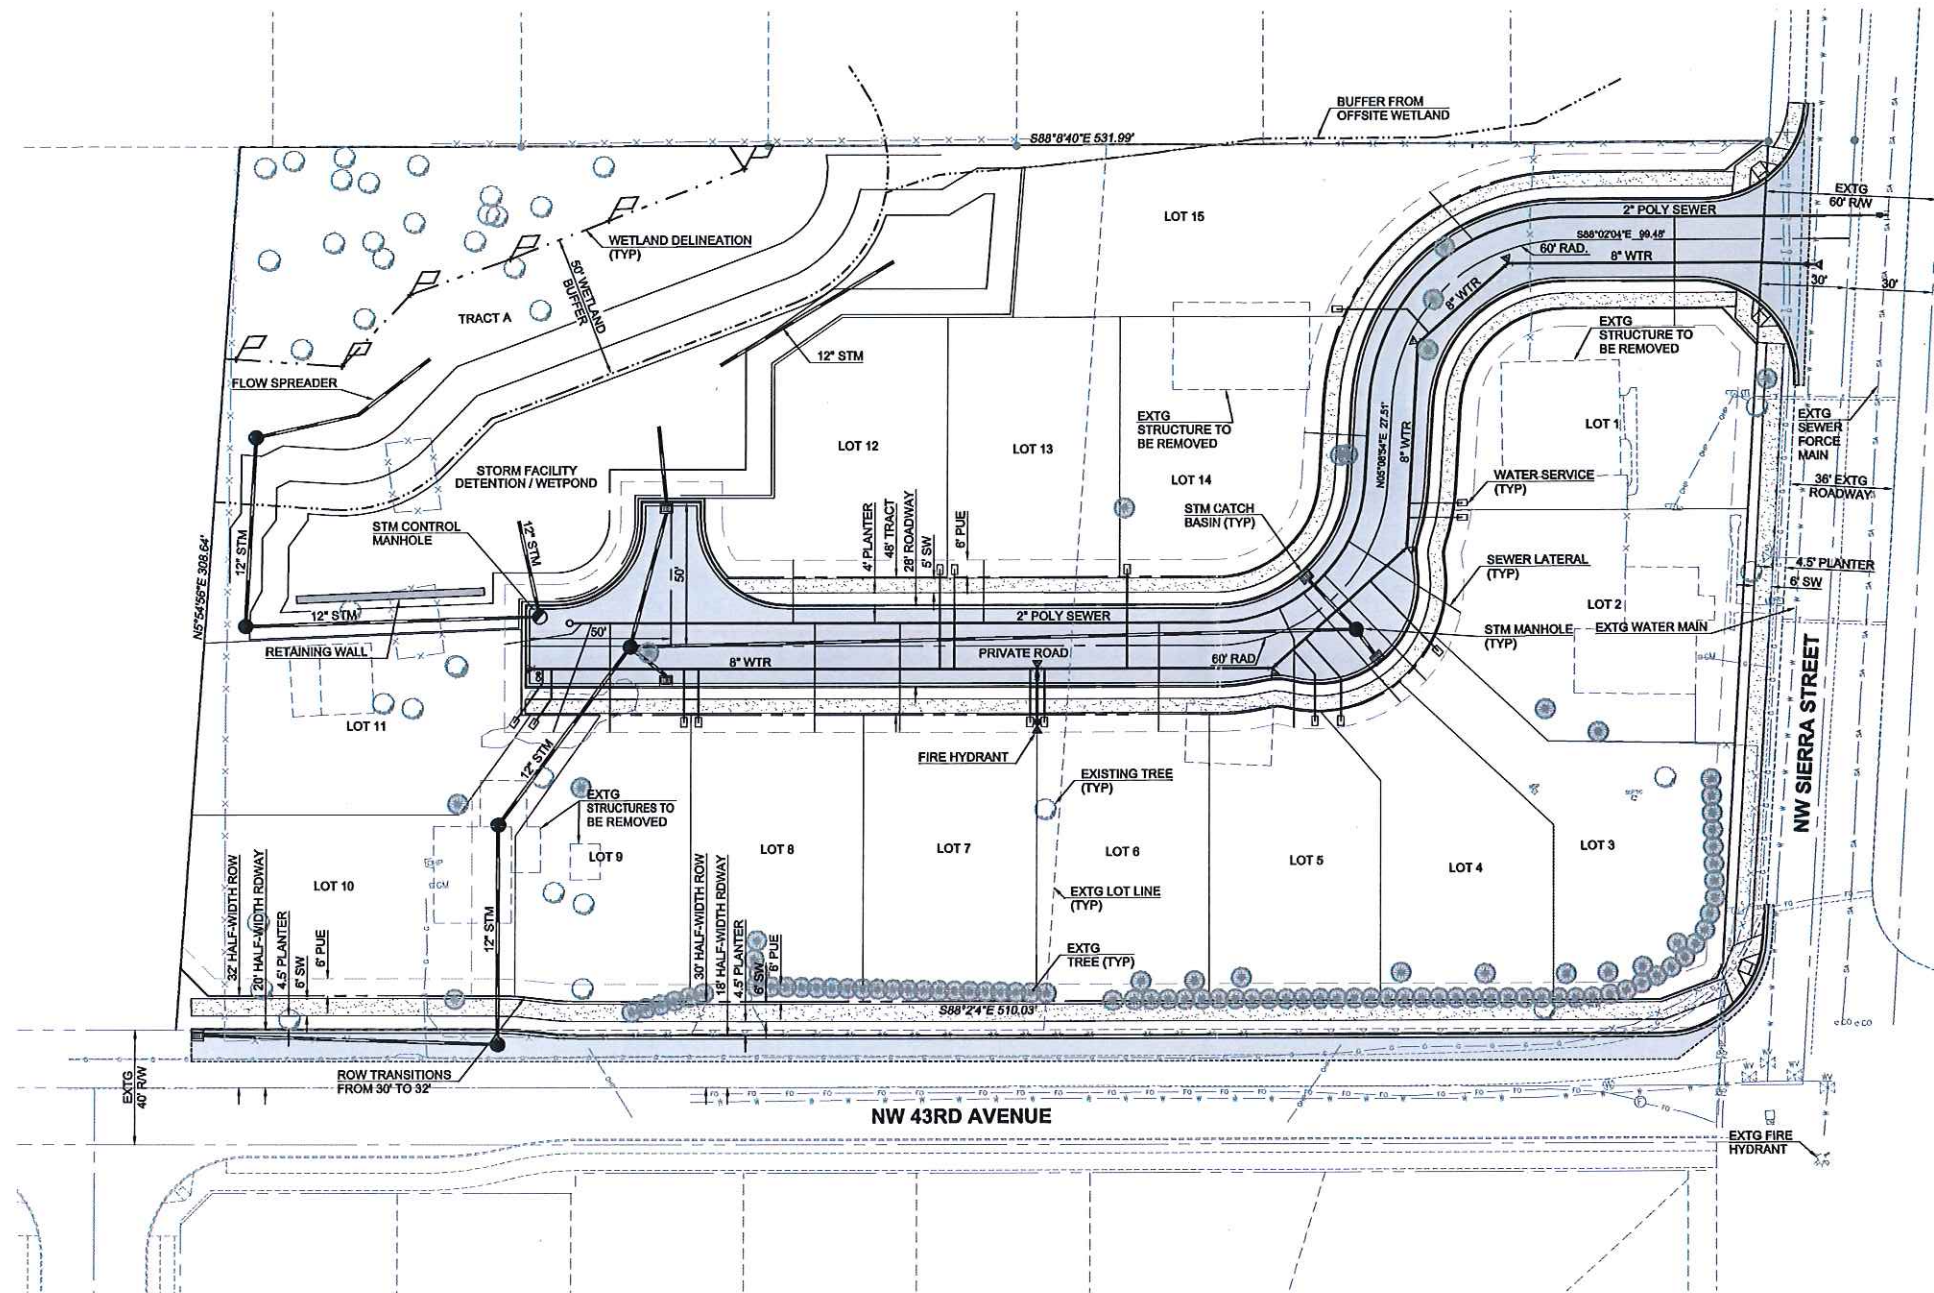 BUFFER FROM
OFFSITE WETLAND
S88°8'40"E 531.99'
EXTG
60' R/W
LOT 15
2" POLY SEWER
S88°02'04"E 99.48'
60' RAD.
8" WTR
30'
30'
WETLAND DELINEATION
(TYP)
50' WETLAND
BUFFER
8" WTR
TRACT A
EXTG
STRUCTURE TO
BE REMOVED
12" STM
FLOW SPREADER
EXTG
STRUCTURE TO
BE REMOVED
LOT 1
EXTG
SEWER
FORCE
MAIN
LOT 12
LOT 13
LOT 14
8" WTR
STORM FACILITY
DETENTION / WETPOND
WATER SERVICE
(TYP)
36' EXTG
ROADWAY
STM CONTROL
MANHOLE
12" STM
STM CATCH
BASIN (TYP)
4' PLANTER
48' TRACT
28' ROADWAY
5' SW
6' PUE
N5°54'56"E 308.64'
12" STM
50'
SEWER LATERAL
(TYP)
4.5' PLANTER
6' SW
12" STM
50'
2" POLY SEWER
LOT 2
RETAINING WALL
8" WTR
PRIVATE ROAD
60' RAD
STM MANHOLE
(TYP)
EXTG WATER MAIN
NW SIERRA STREET
LOT 11
12" STM
FIRE HYDRANT
EXISTING TREE
(TYP)
EXTG
STRUCTURES TO
BE REMOVED
LOT 9
LOT 8
LOT 7
LOT 6
LOT 5
LOT 4
LOT 3
LOT 10
EXTG LOT LINE
(TYP)
32' HALF-WIDTH ROW
20' HALF-WIDTH RDWAY
4.5' PLANTER
6' SW
6' PUE
12" STM
30' HALF-WIDTH ROW
18' HALF-WIDTH RDWAY
4.5' PLANTER
6' SW
6' PUE
EXTG
TREE (TYP)
S88°2'4"E 510.03'
EXTG
40' R/W
ROW TRANSITIONS
FROM 30' TO 32'
NW 43RD AVENUE
EXTG FIRE
HYDRANT